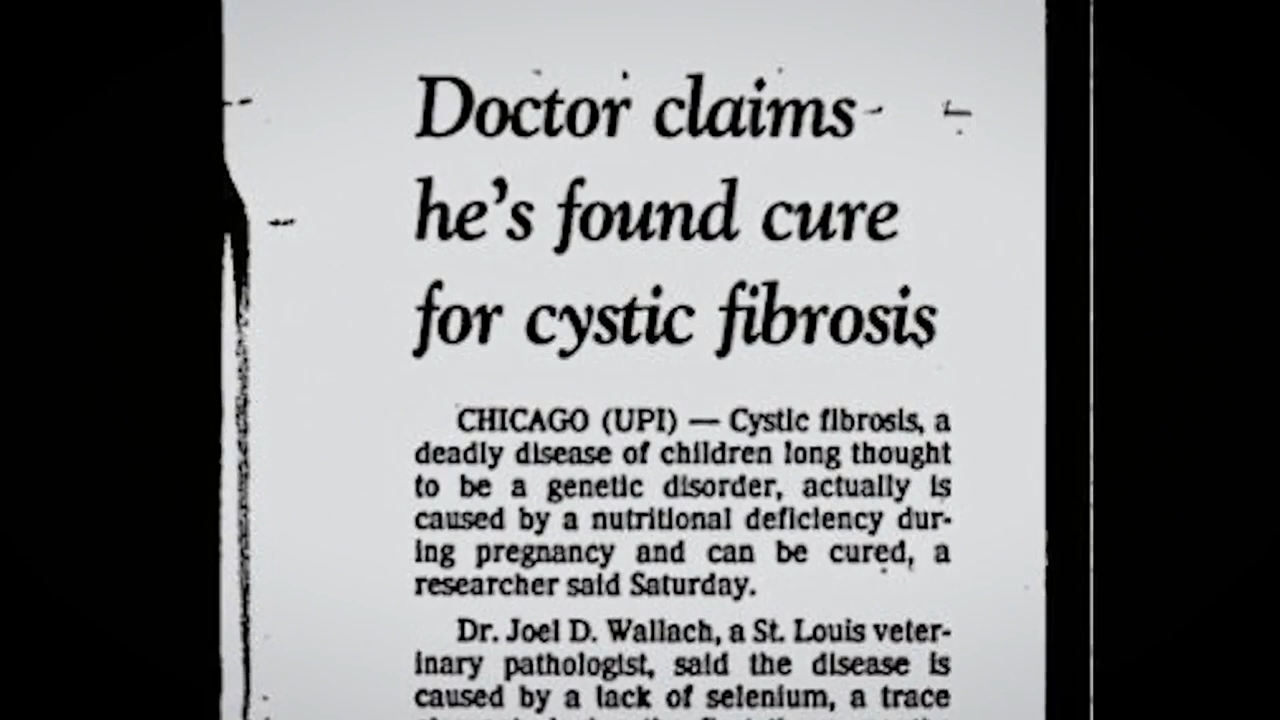 Doctor claims
he's found cure
for cystic fibrosis
CHICAGO (UPI) — Cystic fibrosis, a
deadly disease of children long thought
to be a genetic disorder, actually is
caused by a nutritional deficiency dur-
ing pregnancy and can be cured, a
researcher said Saturday.
Dr. Joel D. Wallach, a St. Louis veter-
inary pathologist, said the disease is
caused by a lack of selenium, a trace